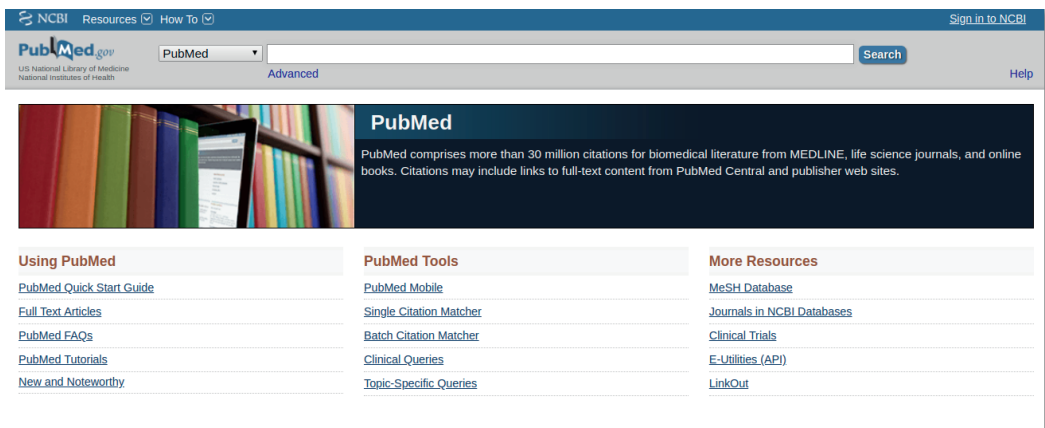 NCBI Resources How To Sign in to NCBI
PubMed.gov
US National Library of Medicine
National Institutes of Health
PubMed
Search
Advanced
Help
PubMed
PubMed comprises more than 30 million citations for biomedical literature from MEDLINE, life science journals, and online
books. Citations may include links to full-text content from PubMed Central and publisher web sites.
Using PubMed
PubMed Quick Start Guide
Full Text Articles
PubMed FAQs
PubMed Tutorials
New and Noteworthy
PubMed Tools
PubMed Mobile
Single Citation Matcher
Batch Citation Matcher
Clinical Queries
Topic-Specific Queries
More Resources
MeSH Database
Journals in NCBI Databases
Clinical Trials
E-Utilities (API)
LinkOut